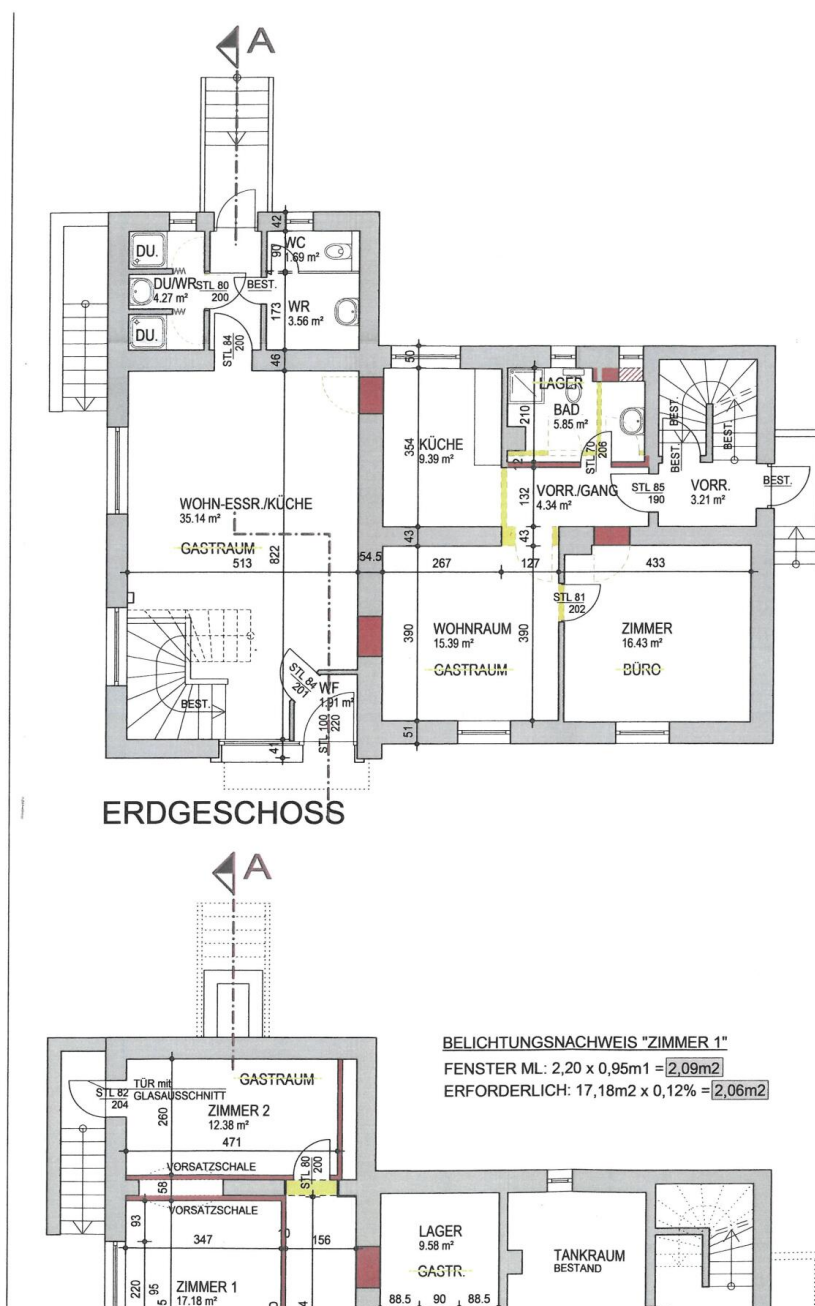 A
42
WC
1.69 m²
90
4
DU.
DU/WR
4.27 m²
STL 80
200
BEST.
WR
3.56 m²
173
DU.
STL 84
200
46
50
LAGER
BAD
5.85 m²
210
KÜCHE
9.39 m²
354
12
STL 70
206
BEST.
BEST.
BEST.
132
VORR./GANG
4.34 m²
STL 85
190
VORR.
3.21 m²
BEST.
WOHN-ESSR./KÜCHE
35.14 m²
GASTRAUM
513
822
54.5
43
43
267
127
433
STL 81
202
WOHNRAUM
15.39 m²
GASTRAUM
390
390
ZIMMER
16.43 m²
BÜRO
STL 84
201
WF
1.91 m²
BEST.
STL 100
220
41
51
ERDGESCHOSS
A
BELICHTUNGSNACHWEIS "ZIMMER 1"
FENSTER ML: 2,20 x 0,95m1 = 2,09m2
ERFORDERLICH: 17,18m2 x 0,12% = 2,06m2
STL 82
204
TÜR mit
GLASAUSSCHNITT
GASTRAUM
260
ZIMMER 2
12.38 m²
471
VORSATZSCHALE
STL 80
200
58
VORSATZSCHALE
93
347
156
LAGER
9.58 m²
GASTR.
TANKRAUM
BESTAND
220
95
ZIMMER 1
17.18 m²
88.5
90
88.5